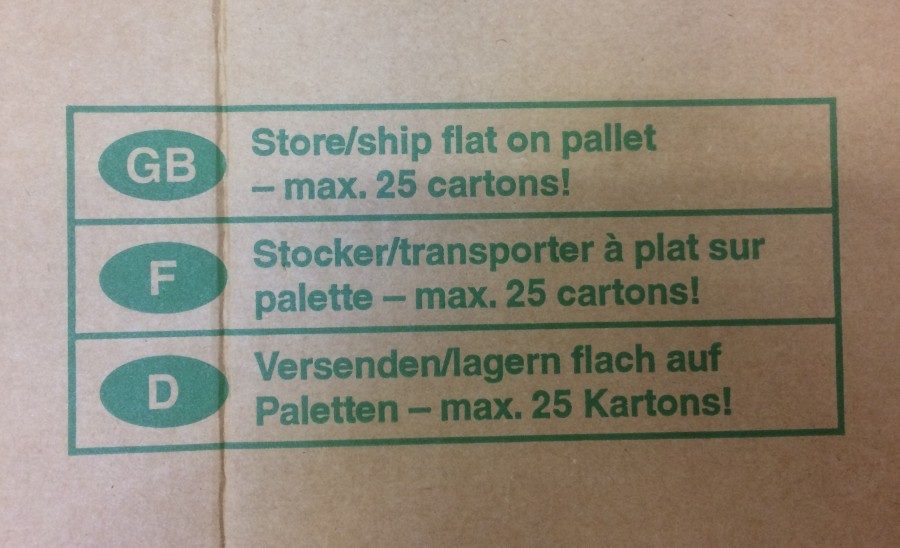 GB
Store/ship flat on pallet
– max. 25 cartons!
F
Stocker/transporter à plat sur
palette – max. 25 cartons!
D
Versenden/lagern flach auf
Paletten – max. 25 Kartons!